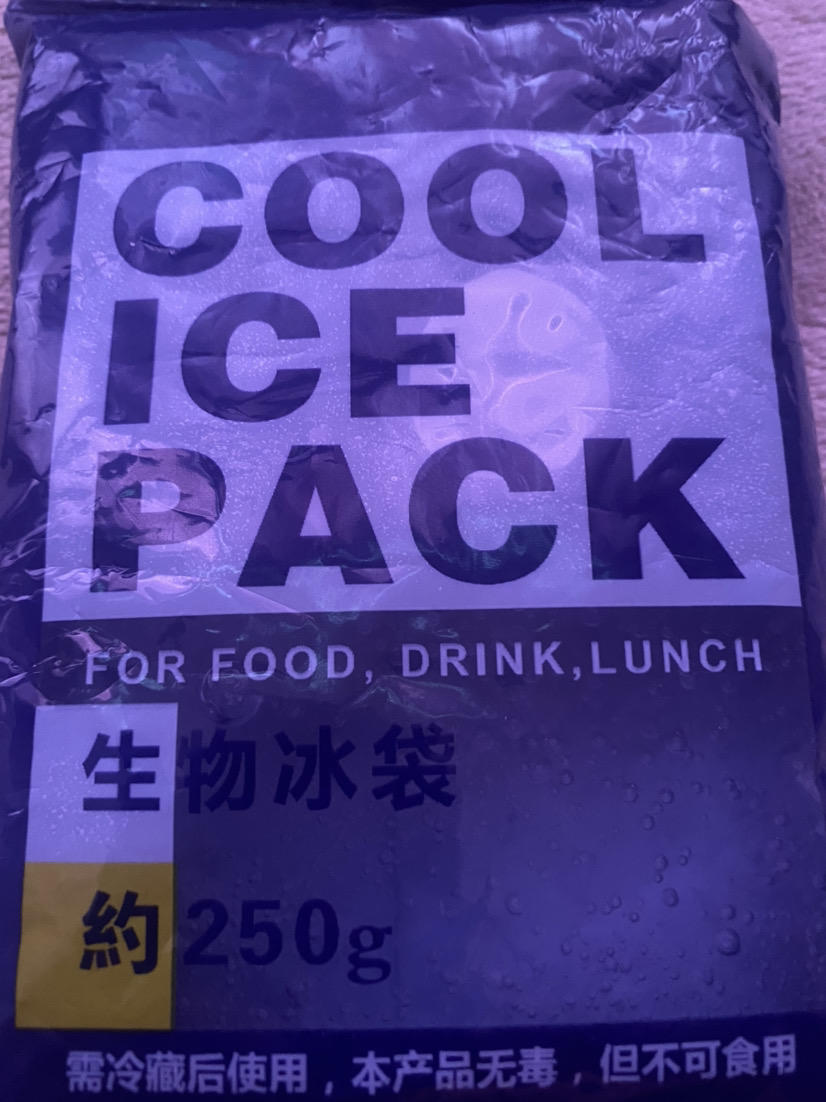 COOL
ICE
PACK
FOR FOOD, DRINK,LUNCH
生物冰袋
約250g
需冷藏后使用，本产品无毒，但不可食用